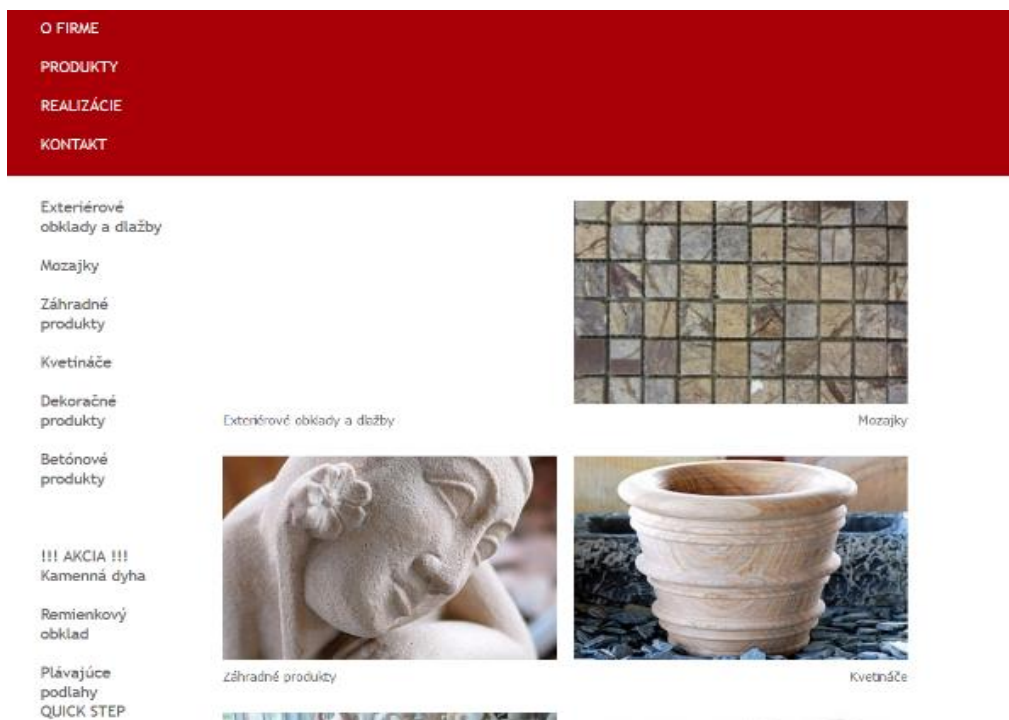 O FIRME
PRODUKTY
REALIZÁCIE
KONTAKT
Exteriérové
obklady a dlažby
Mozajky
Záhradné
produkty
Kvetináče
Dekoračné
produkty
Betónové
produkty
!!! AKCIA !!!
Kamenná dyha
Remienkový
obklad
Plávajúce
podlahy
QUICK STEP
Exteriérové obklady a dlažby
Mozajky
Záhradné produkty
Kvetináče